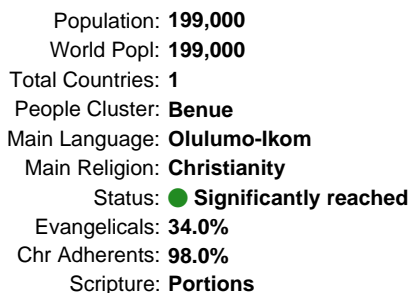 Population: 199,000
World Popl: 199,000
Total Countries: 1
People Cluster: Benue
Main Language: Olulumo-Ikom
Main Religion: Christianity
Status: Significantly reached
Evangelicals: 34.0%
Chr Adherents: 98.0%
Scripture: Portions